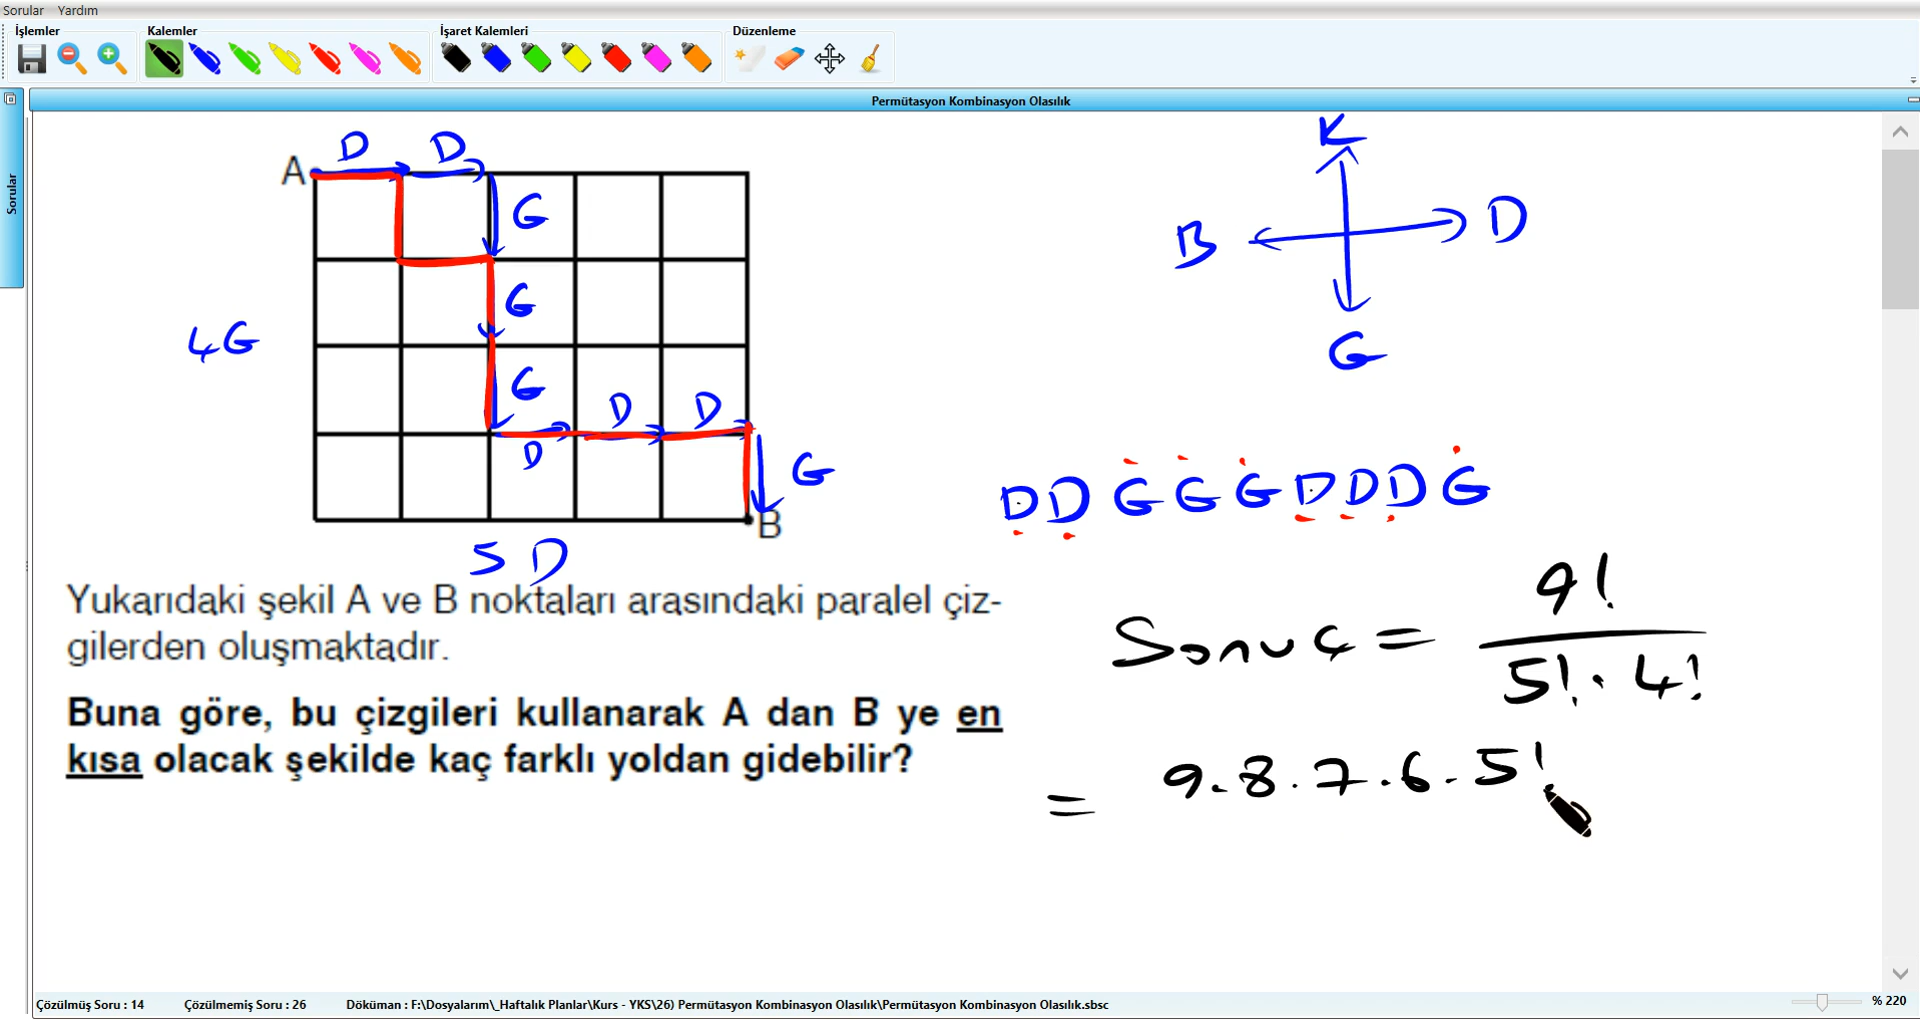 Sorular Yardım
İşlemler Kalemler İşaret Kalemleri Düzenleme
Permütasyon Kombinasyon Olasılık
Sorular
A D D
G
G
4G
G D D
D
G
B
5 D
K
B D
G
D D G G G D D D G
Yukarıdaki şekil A ve B noktaları arasındaki paralel çiz-
gilerden oluşmaktadır.
Buna göre, bu çizgileri kullanarak A dan B ye en
kısa olacak şekilde kaç farklı yoldan gidebilir?
Sonuç = 9! / 5! . 4!
= 9.8.7.6.5!
Çözülmüş Soru : 14 Çözülmemiş Soru : 26 Döküman : F:\Dosyalarım\_Haftalık Planlar\Kurs - YKS\26) Permütasyon Kombinasyon Olasılık\Permütasyon Kombinasyon Olasılık.sbsc % 220